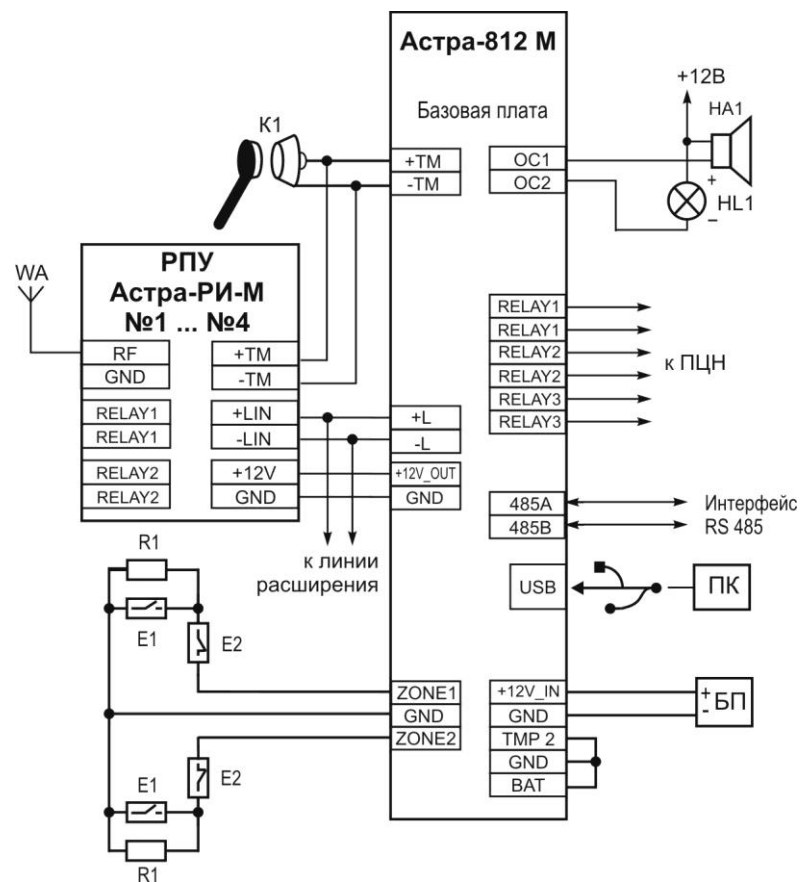 Астра-812 М
Базовая плата
К1
+TM
-TM
OC1
OC2
+12В
HA1
+
HL1
−
WA
РПУ
Астра-РИ-М
№1 ... №4
RF
GND
RELAY1
RELAY1
RELAY2
RELAY2
+TM
-TM
+LIN
-LIN
+12V
GND
+L
-L
+12V_OUT
GND
к линии
расширения
RELAY1
RELAY1
RELAY2
RELAY2
RELAY3
RELAY3
к ПЦН
485A
485B
Интерфейс
RS 485
USB
ПК
R1
E1
E2
ZONE1
GND
ZONE2
E1
E2
R1
+12V_IN
GND
TMP 2
GND
BAT
+
-
БП